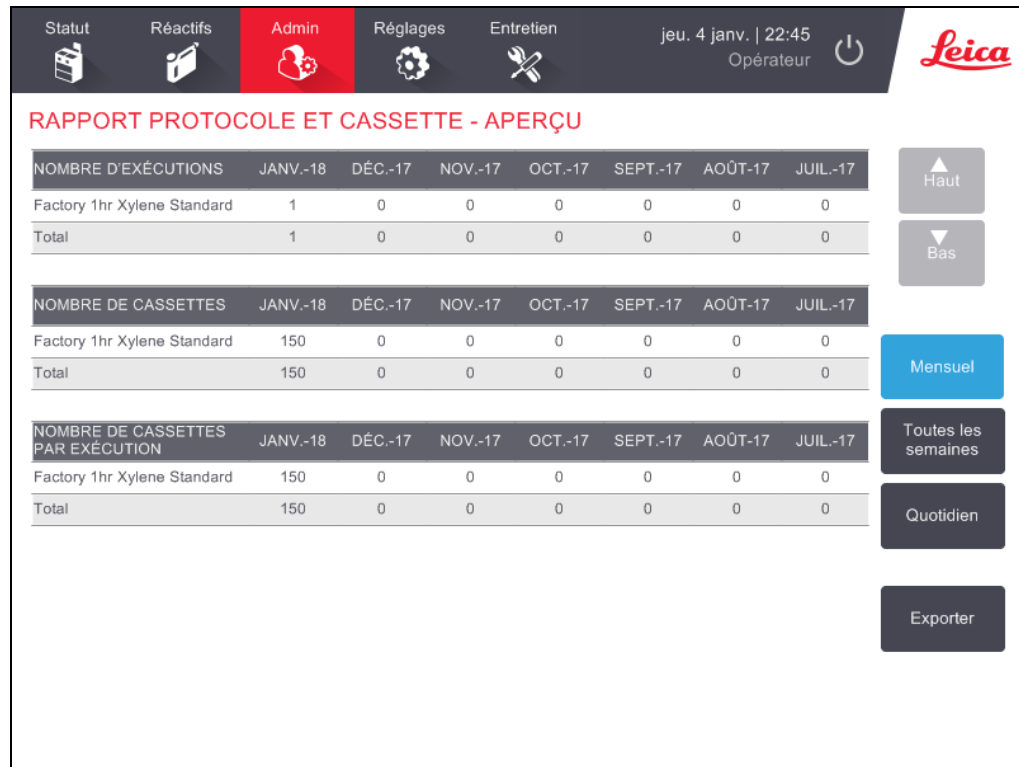 Statut Réactifs Admin Réglages Entretien jeu. 4 janv. | 22:45
Opérateur
Leica
RAPPORT PROTOCOLE ET CASSETTE - APERÇU
NOMBRE D'EXÉCUTIONS JANV.-18 DÉC.-17 NOV.-17 OCT.-17 SEPT.-17 AOÛT-17 JUIL.-17
Factory 1hr Xylene Standard 1 0 0 0 0 0 0
Total 1 0 0 0 0 0 0
Haut
Bas
NOMBRE DE CASSETTES JANV.-18 DÉC.-17 NOV.-17 OCT.-17 SEPT.-17 AOÛT-17 JUIL.-17
Factory 1hr Xylene Standard 150 0 0 0 0 0 0
Total 150 0 0 0 0 0 0
Mensuel
NOMBRE DE CASSETTES
PAR EXÉCUTION JANV.-18 DÉC.-17 NOV.-17 OCT.-17 SEPT.-17 AOÛT-17 JUIL.-17
Factory 1hr Xylene Standard 150 0 0 0 0 0 0
Total 150 0 0 0 0 0 0
Toutes les
semaines
Quotidien
Exporter